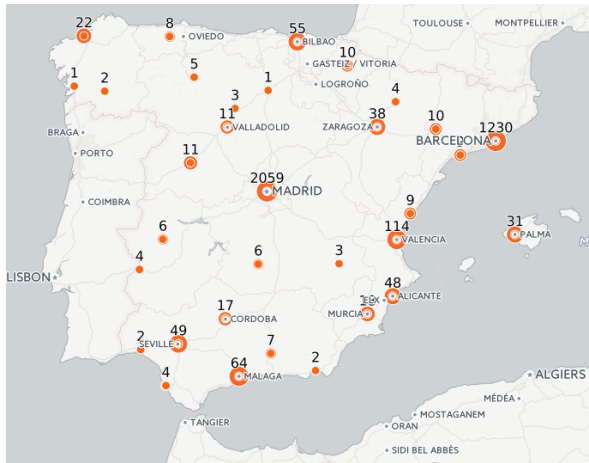 22
8
OVIEDO
55
BILBAO
TOULOUSE
MONTPELLIER
10
GASTEIZ / VITORIA
1
2
5
3
1
LOGROÑO
4
11
VALLADOLID
38
ZARAGOZA
10
1230
BARCELONA
BRAGA
PORTO
11
2059
MADRID
COIMBRA
9
6
114
VALENCIA
31
PALMA
4
6
3
LISBON
48
ALICANTE
MURCIA
17
CORDOBA
2
49
SEVILLE
7
64
MALAGA
2
4
ALGIERS
MÉDÉA
MOSTAGANEM
TANGIER
ORAN
SIDI BEL ABBÈS